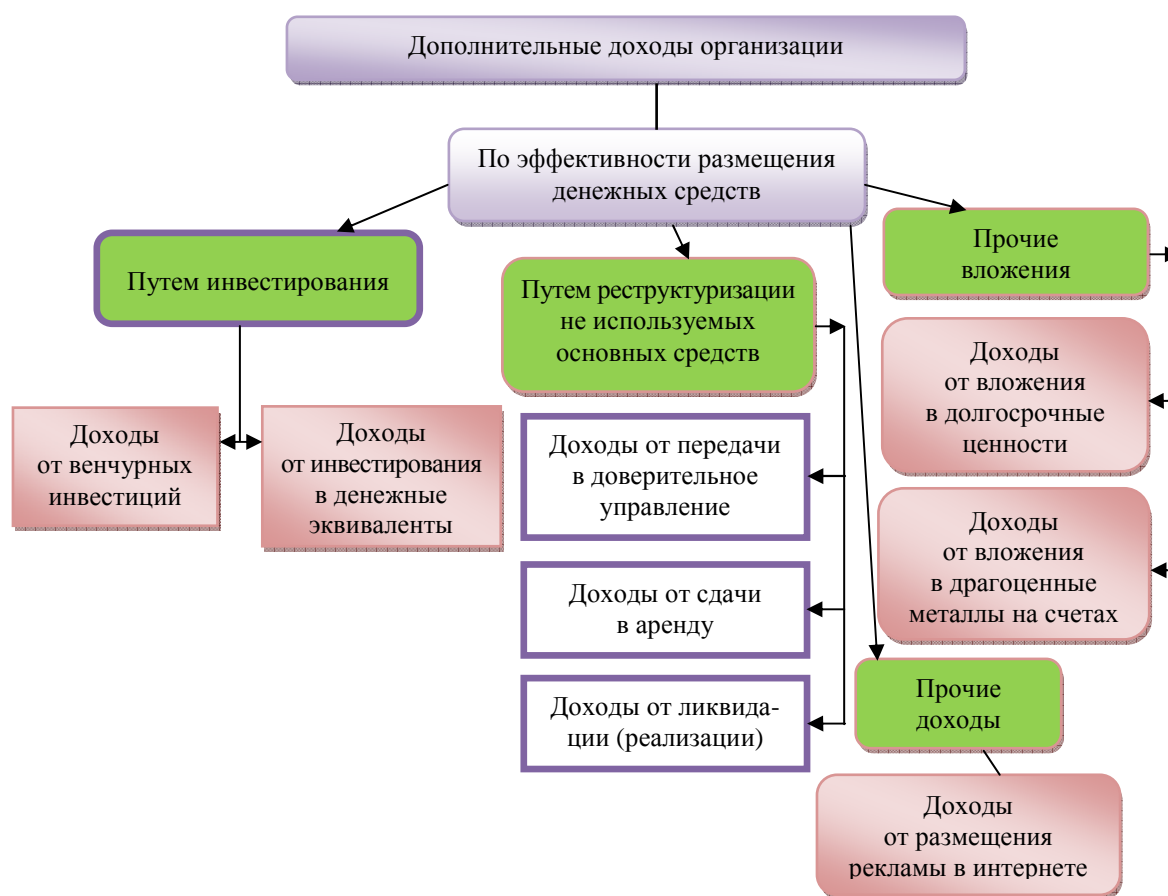 Дополнительные доходы организации
По эффективности размещения
денежных средств
Путем инвестирования
Путем реструктуризации
не используемых
основных средств
Прочие
вложения
Доходы
от венчурных
инвестиций
Доходы
от инвестирования
в денежные
эквиваленты
Доходы от передачи
в доверительное
управление
Доходы от сдачи
в аренду
Доходы от ликвида-
ции (реализации)
Доходы
от вложения
в долгосрочные
ценности
Доходы
от вложения
в драгоценные
металлы на счетах
Прочие
доходы
Доходы
от размещения
рекламы в интернете